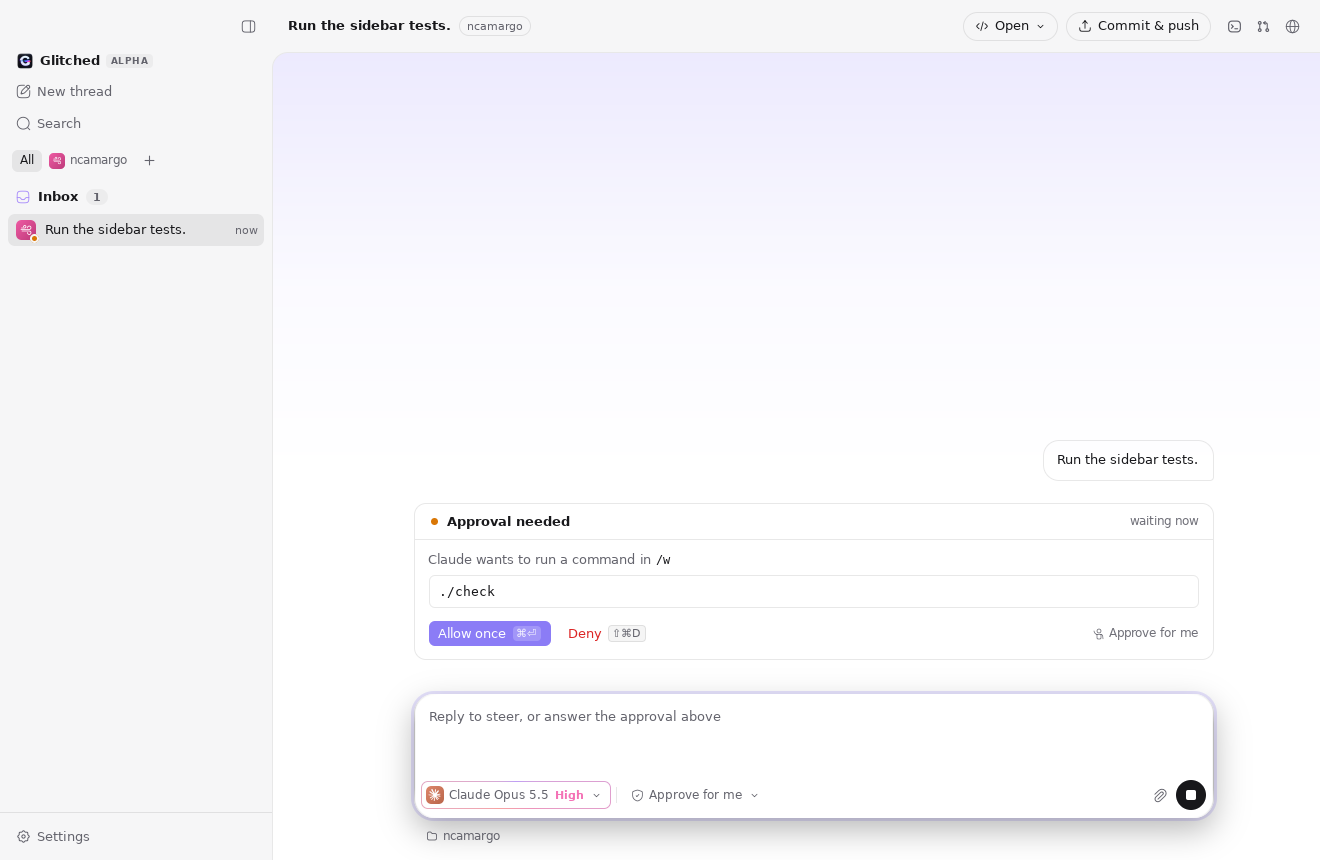 Run the sidebar tests. ncamargo Open Commit & push
Glitched ALPHA
New thread
Search
All ncamargo
Inbox 1
Run the sidebar tests. now
Run the sidebar tests.
Approval needed waiting now
Claude wants to run a command in /w
./check
Allow once ⌘⏎ Deny ⇧⌘D Approve for me
Reply to steer, or answer the approval above
Claude Opus 5.5 High Approve for me
Settings ncamargo